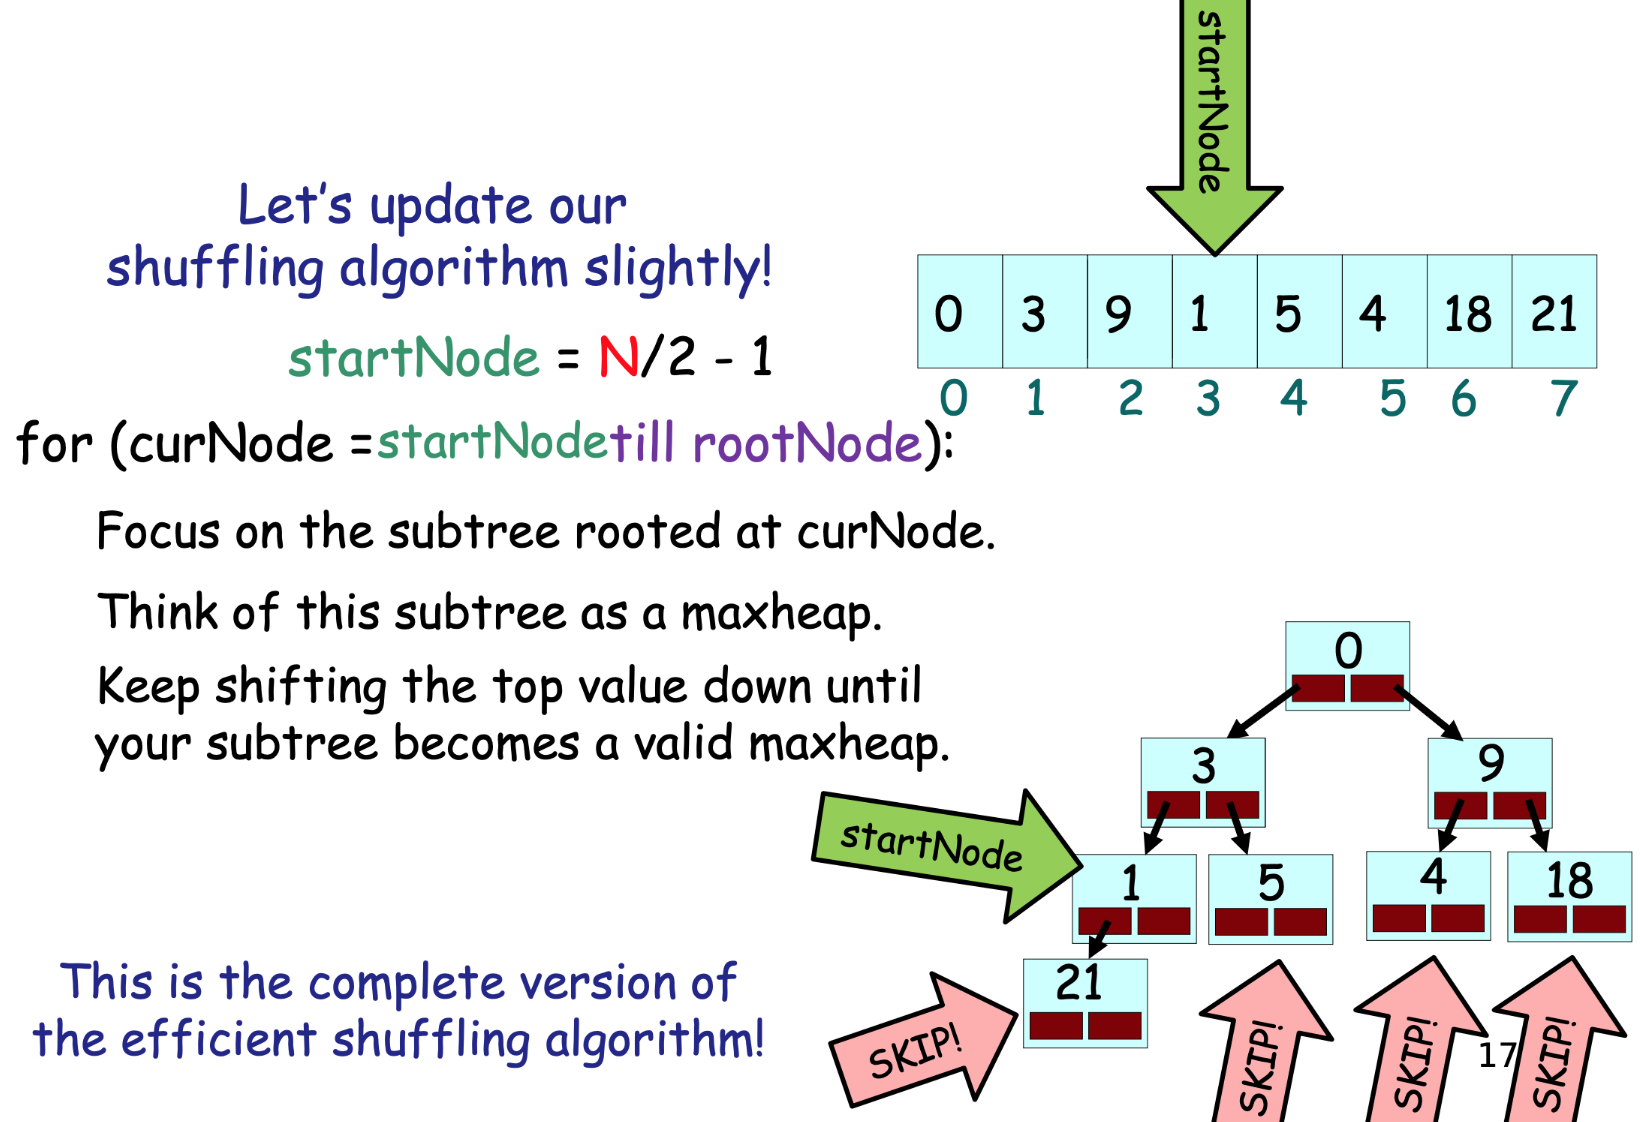 startNode
Let's update our
shuffling algorithm slightly!
startNode = N/2 - 1
0 3 9 1 5 4 18 21
0 1 2 3 4 5 6 7
for (curNode =startNodetill rootNode):
Focus on the subtree rooted at curNode.
Think of this subtree as a maxheap.
Keep shifting the top value down until
your subtree becomes a valid maxheap.
0
3 9
startNode
1 5 4 18
21
This is the complete version of
the efficient shuffling algorithm!
SKIP!
SKIP!
SKIP!
SKIP!
17